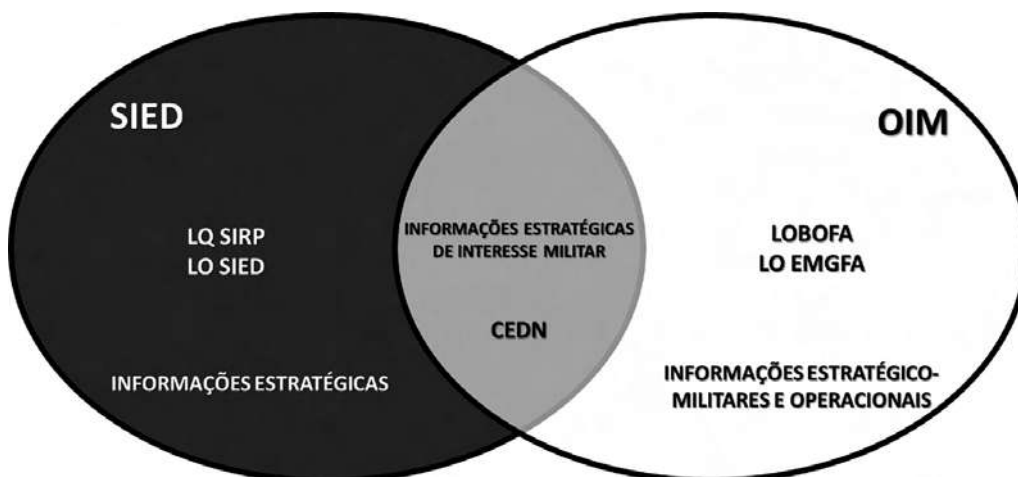 SIED
LQ SIRP
LO SIED
INFORMAÇÕES ESTRATÉGICAS
INFORMAÇÕES ESTRATÉGICAS
DE INTERESSE MILITAR
CEDN
OIM
LOBOFA
LO EMGFA
INFORMAÇÕES ESTRATÉGICO-
MILITARES E OPERACIONAIS